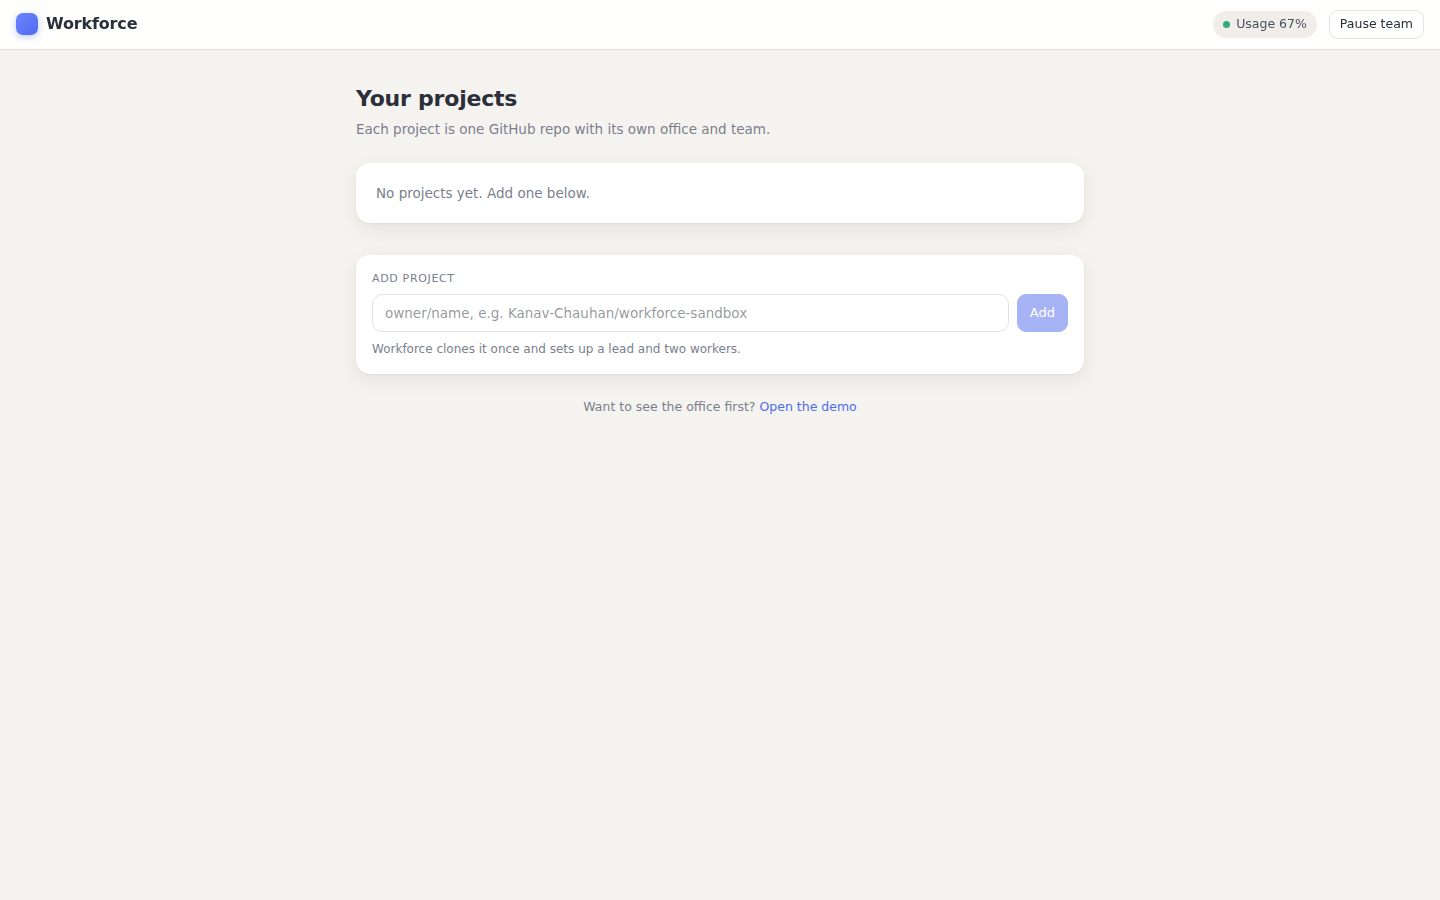 Workforce
Usage 67%
Pause team
Your projects
Each project is one GitHub repo with its own office and team.
No projects yet. Add one below.
ADD PROJECT
owner/name, e.g. Kanav-Chauhan/workforce-sandbox
Add
Workforce clones it once and sets up a lead and two workers.
Want to see the office first? Open the demo